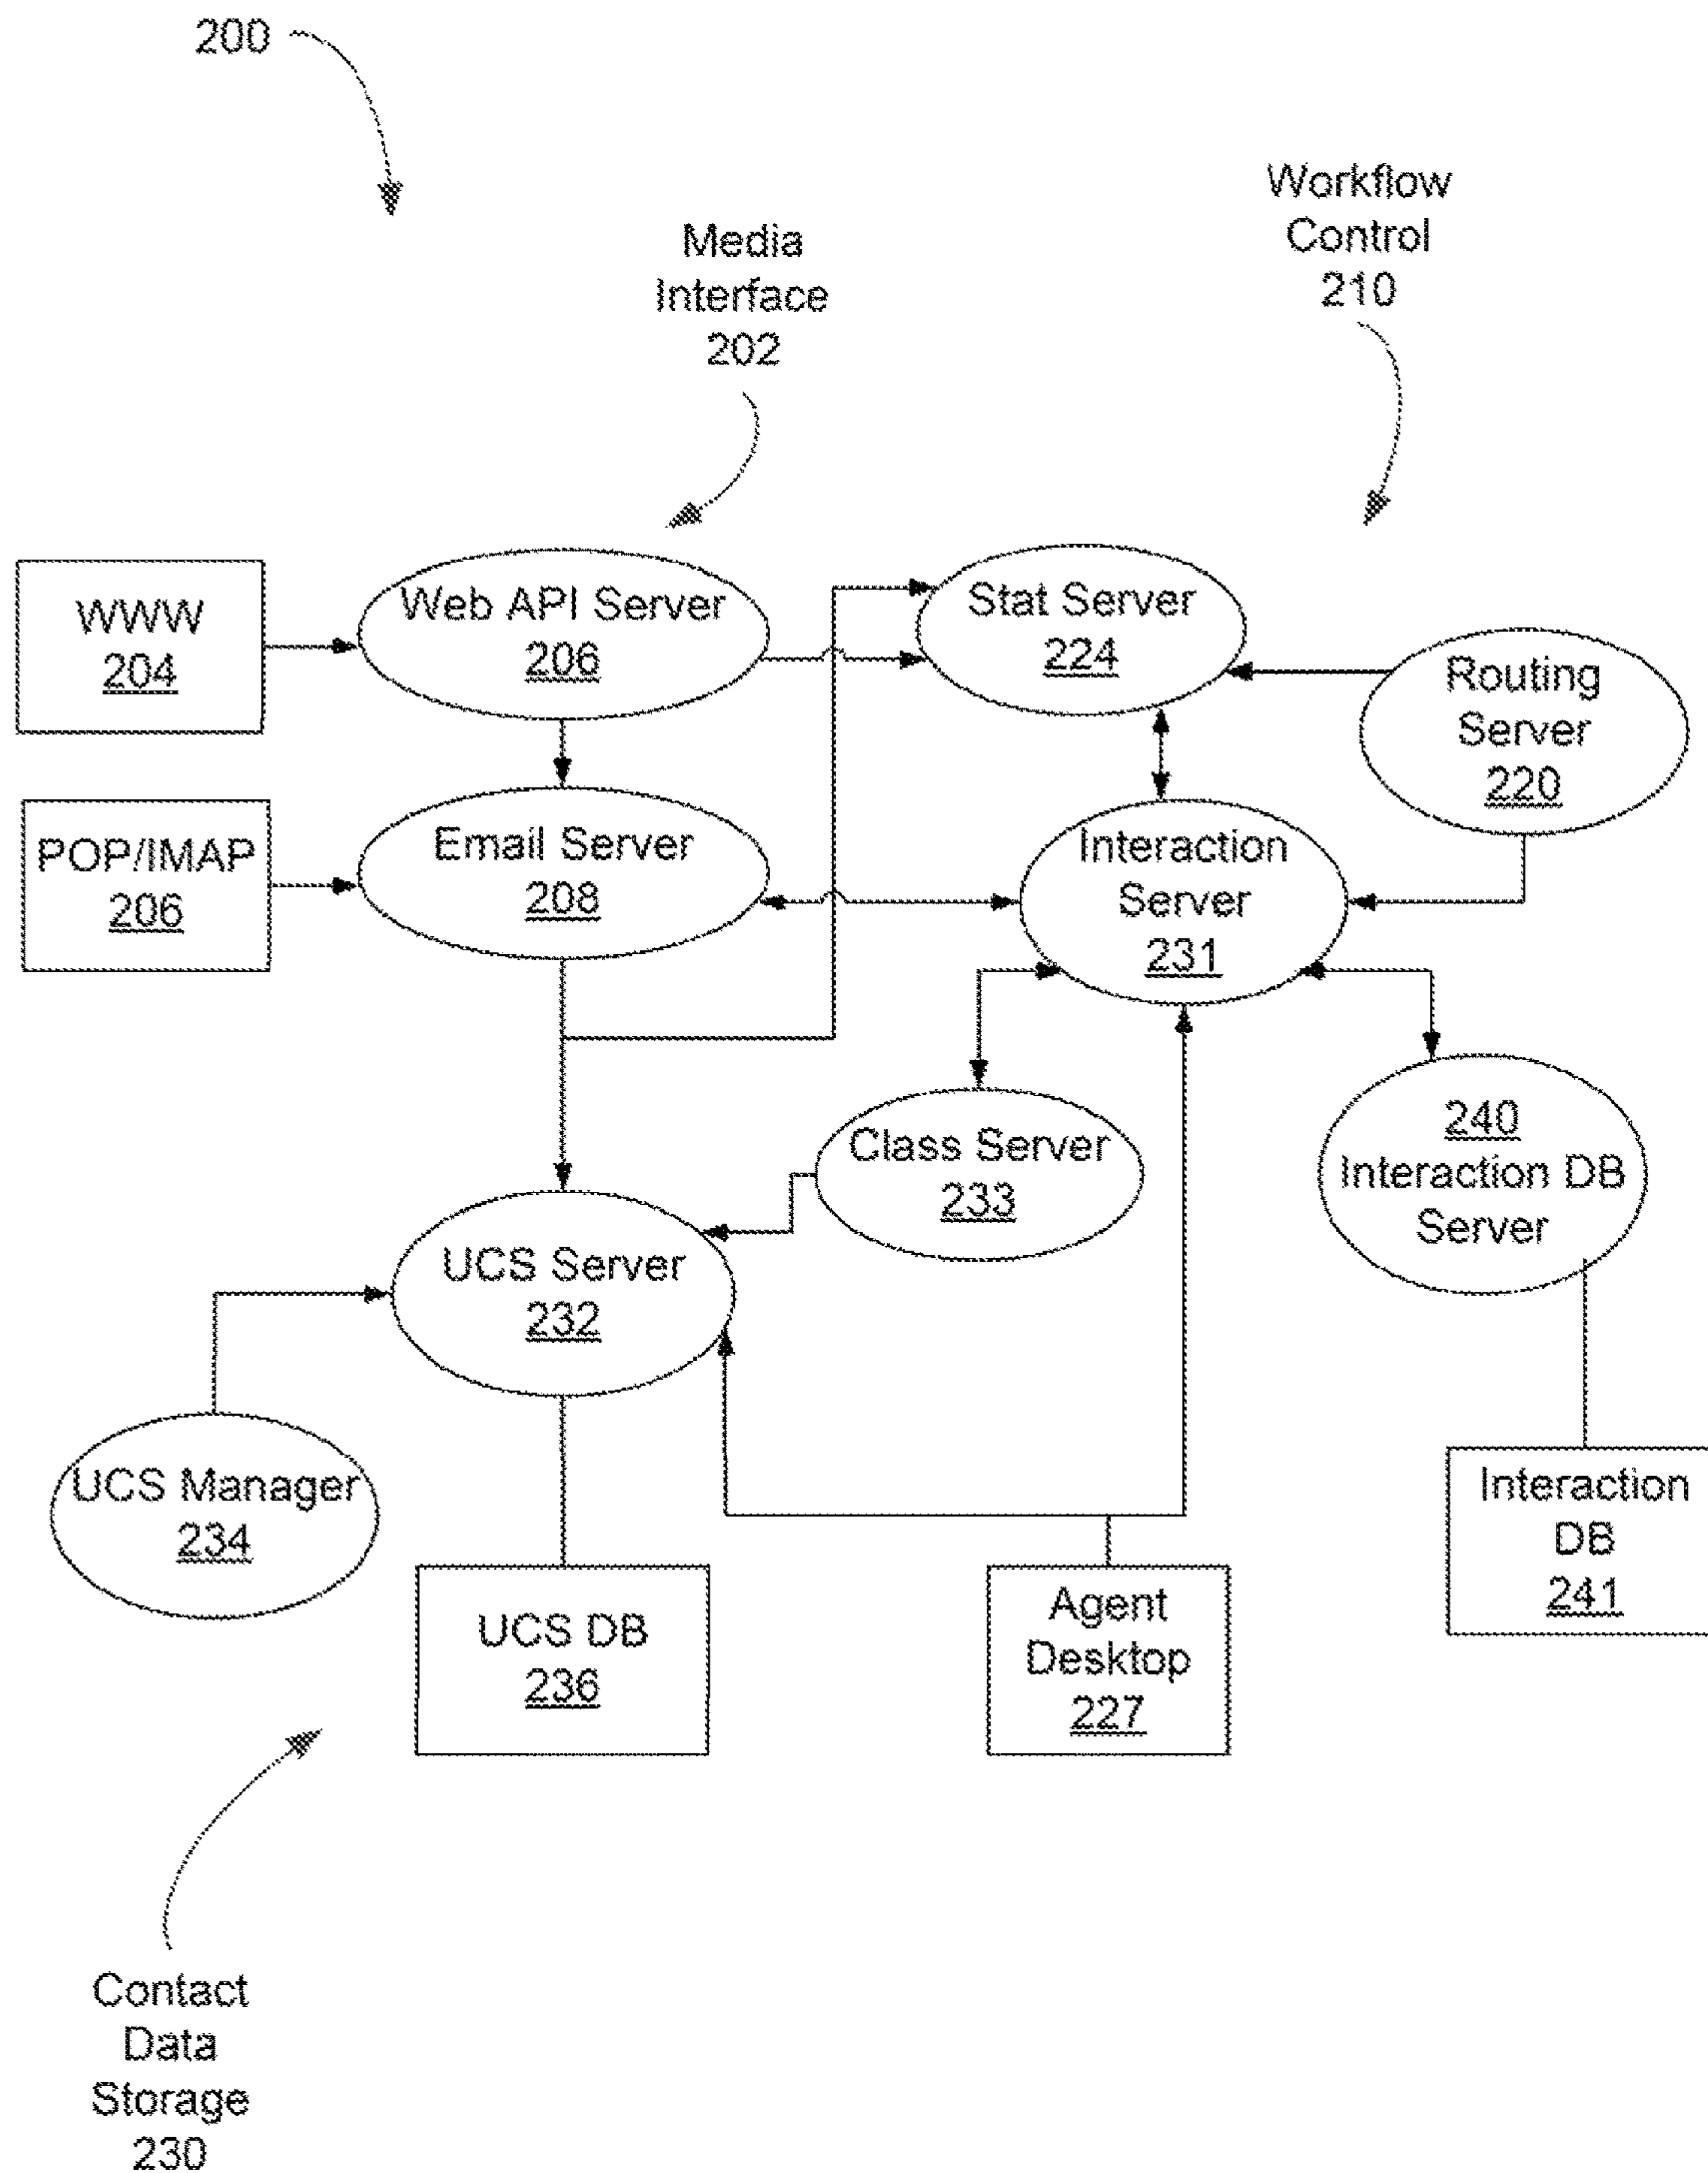 200
Workflow
Control
210
Media
Interface
202
WWW
204
Web API Server
206
Stat Server
224
Routing
Server
220
POP/IMAP
206
Email Server
208
Interaction
Server
231
Class Server
233
240
Interaction DB
Server
UCS Server
232
UCS Manager
234
UCS DB
236
Agent
Desktop
227
Interaction
DB
241
Contact
Data
Storage
230